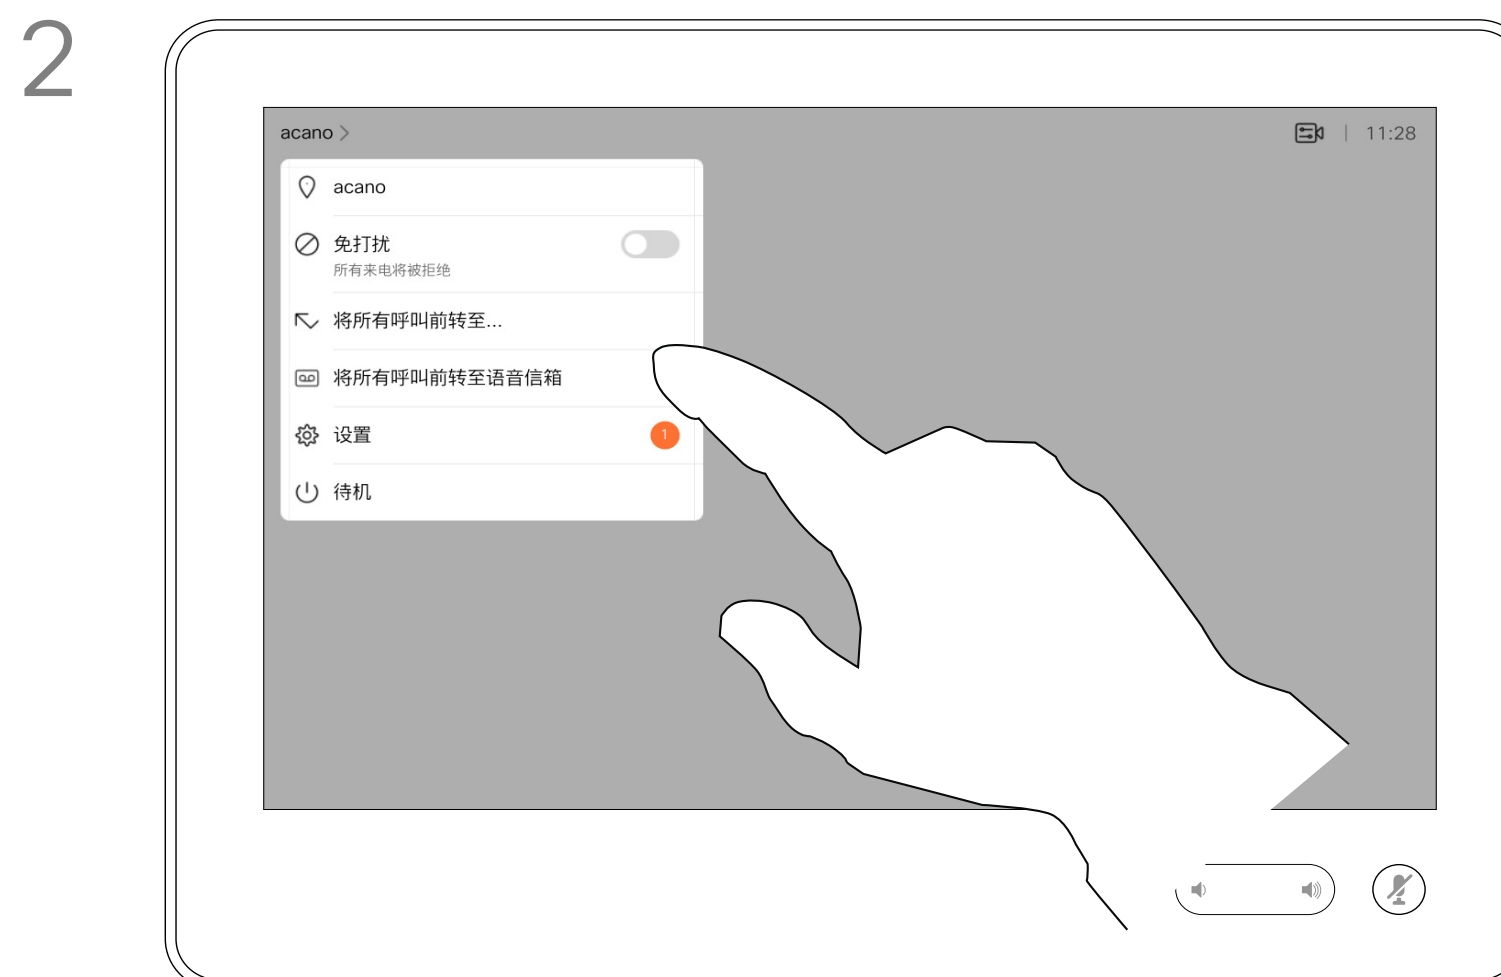 2
acano >
11:28
acano
免打扰
所有来电将被拒绝
将所有呼叫前转至...
将所有呼叫前转至语音信箱
设置
1
待机